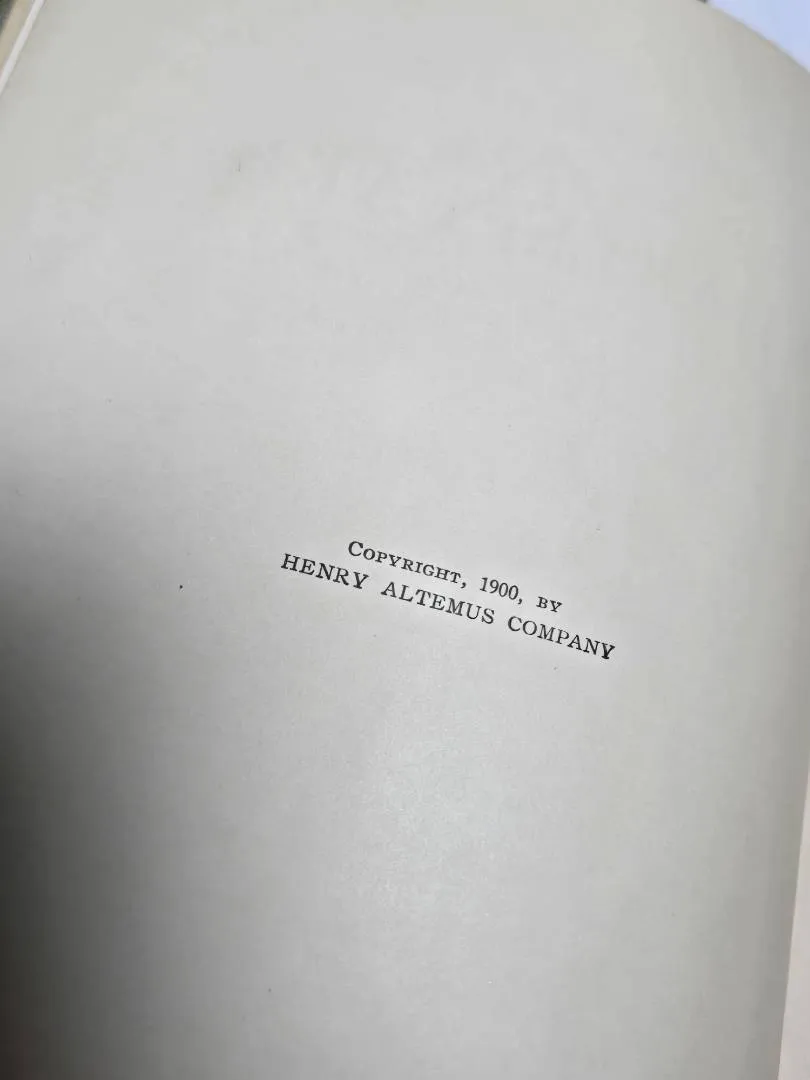 Copyright, 1900, by
HENRY ALTEMUS COMPANY